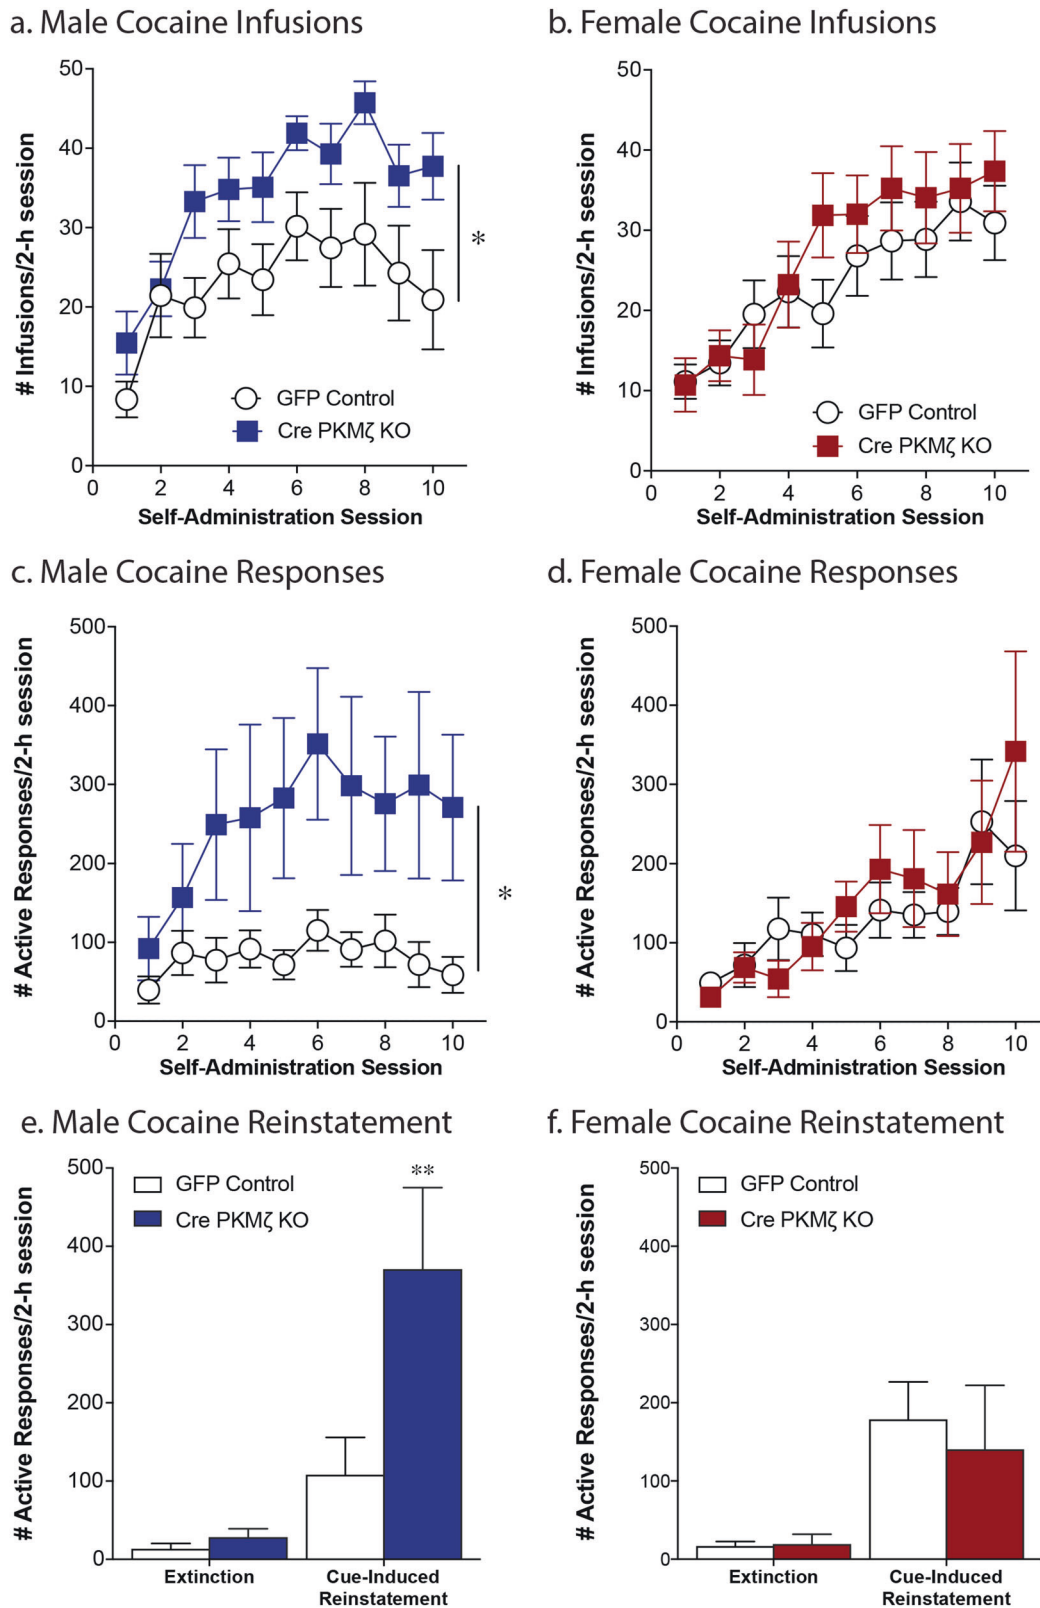 a. Male Cocaine Infusions
# Infusions/2-h session
50
40
30
20
10
0
*
GFP Control
Cre PKMζ KO
0 2 4 6 8 10
Self-Administration Session
b. Female Cocaine Infusions
# Infusions/2-h session
50
40
30
20
10
0
GFP Control
Cre PKMζ KO
0 2 4 6 8 10
Self-Administration Session
c. Male Cocaine Responses
# Active Responses/2-h session
500
400
300
200
100
0
*
0 2 4 6 8 10
Self-Administration Session
d. Female Cocaine Responses
# Active Responses/2-h session
500
400
300
200
100
0
0 2 4 6 8 10
Self-Administration Session
e. Male Cocaine Reinstatement
# Active Responses/2-h session
500
400
300
200
100
0
GFP Control
Cre PKMζ KO
**
Extinction Cue-Induced
Reinstatement
f. Female Cocaine Reinstatement
# Active Responses/2-h session
500
400
300
200
100
0
GFP Control
Cre PKMζ KO
Extinction Cue-Induced
Reinstatement